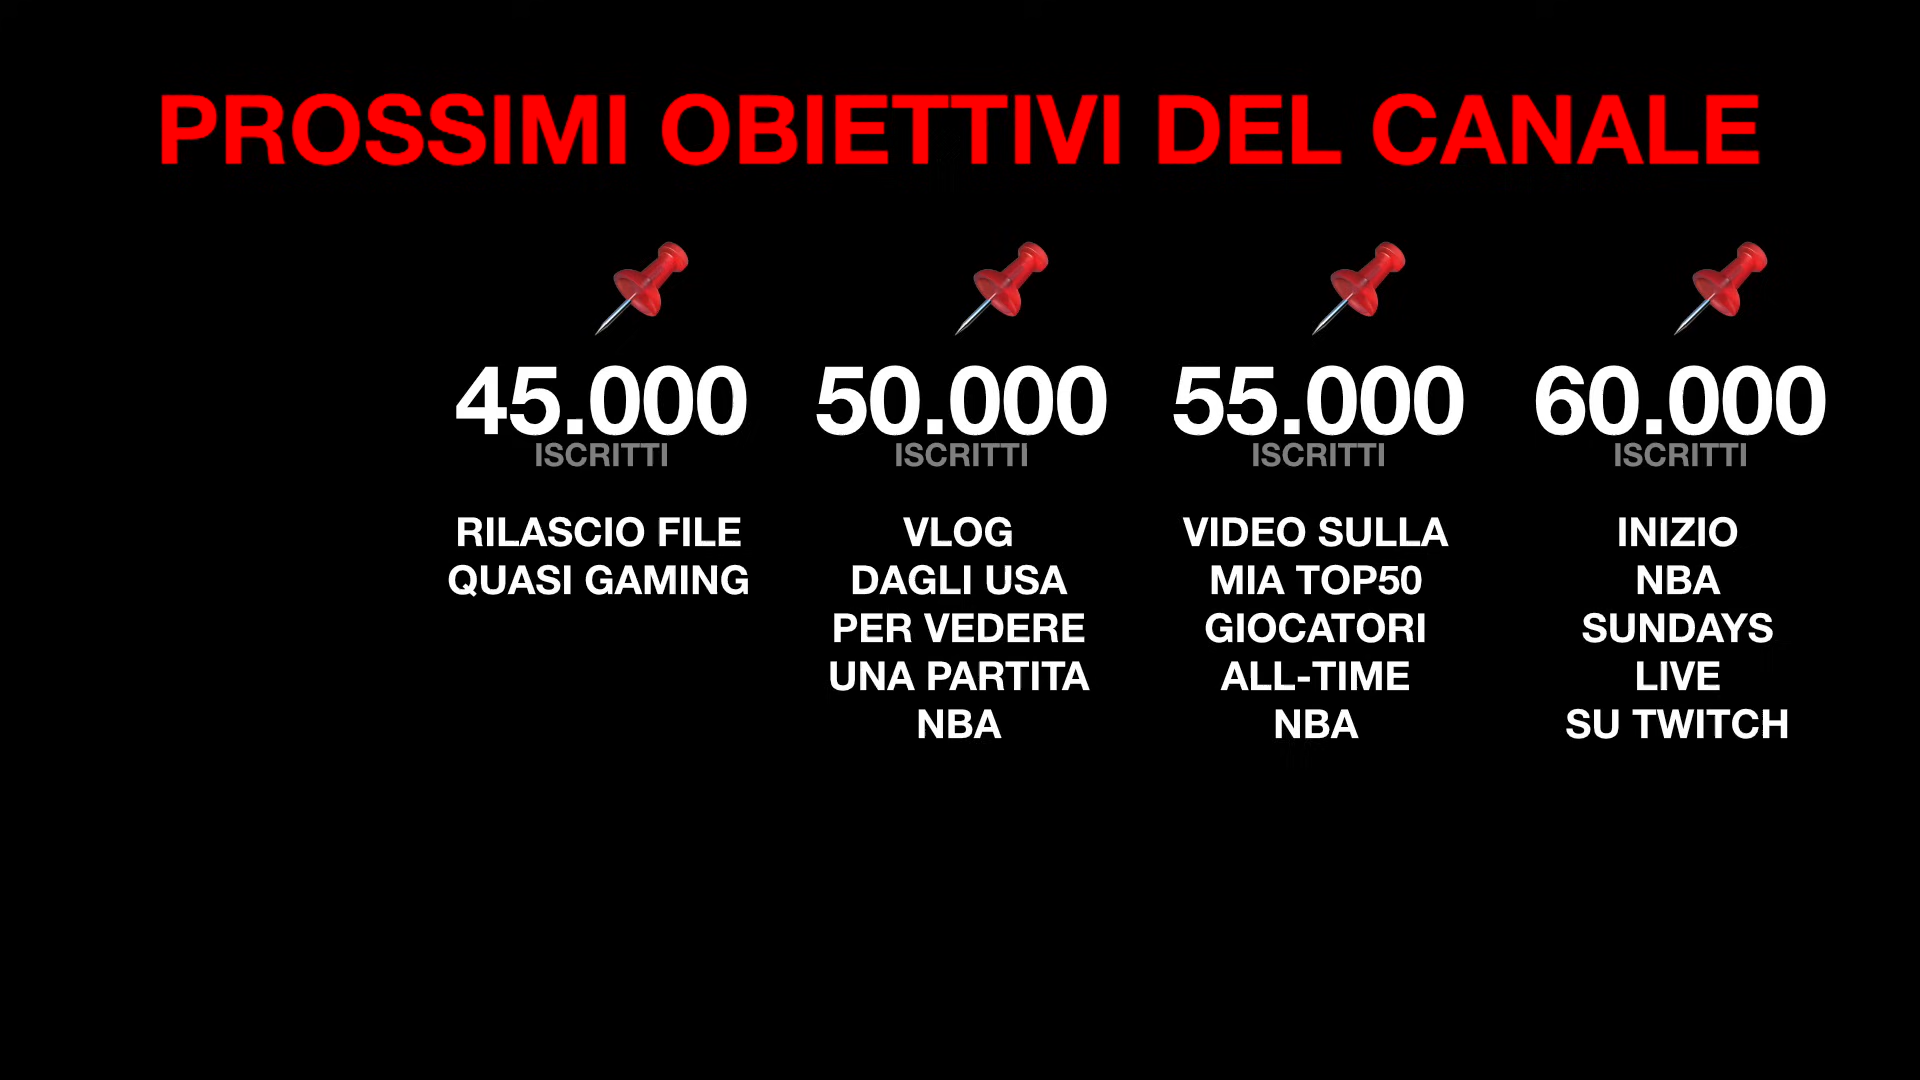 PROSSIMI OBIETTIVI DEL CANALE
45.000
ISCRITTI
RILASCIO FILE
QUASI GAMING
50.000
ISCRITTI
VLOG
DAGLI USA
PER VEDERE
UNA PARTITA
NBA
55.000
ISCRITTI
VIDEO SULLA
MIA TOP50
GIOCATORI
ALL-TIME
NBA
60.000
ISCRITTI
INIZIO
NBA
SUNDAYS
LIVE
SU TWITCH